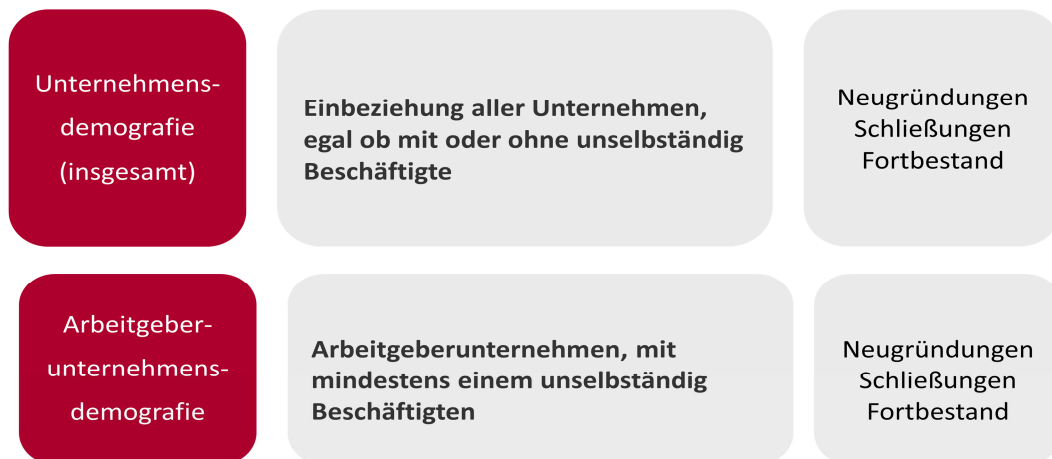 Unternehmens-
demografie
(insgesamt)
Einbeziehung aller Unternehmen,
egal ob mit oder ohne unselbständig
Beschäftigte
Neugründungen
Schließungen
Fortbestand
Arbeitgeber-
unternehmens-
demografie
Arbeitgeberunternehmen, mit
mindestens einem unselbständig
Beschäftigten
Neugründungen
Schließungen
Fortbestand